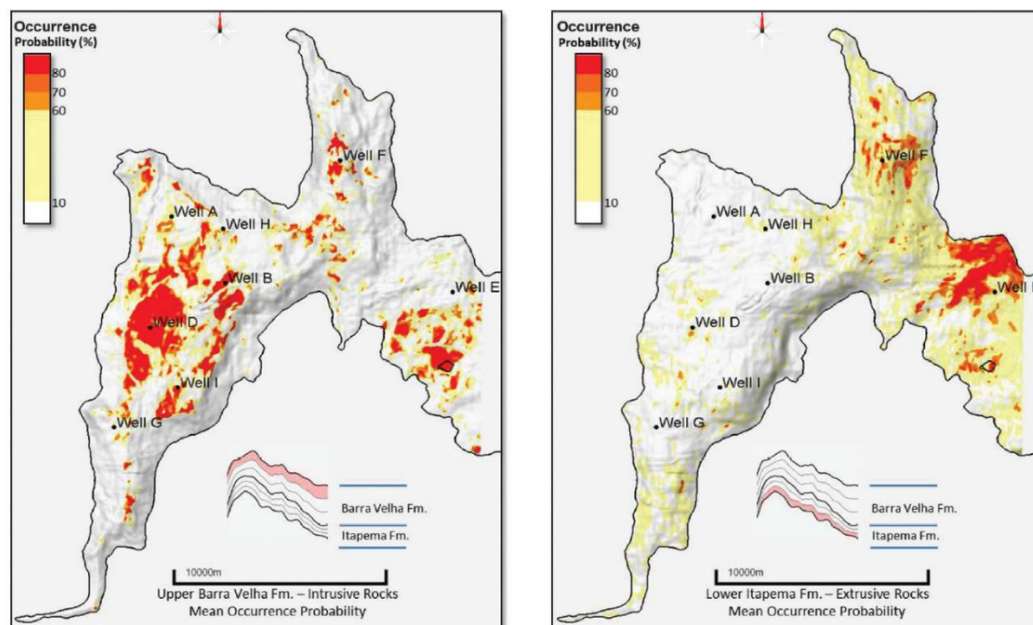 Occurrence
Probability (%)
80
70
60
10
Well F
Well A
Well H
Well B
Well E
Well D
Well I
Well G
Barra Velha Fm.
Itapema Fm.
10000m
Upper Barra Velha Fm. – Intrusive Rocks
Mean Occurrence Probability
Occurrence
Probability (%)
80
70
60
10
Well F
Well A
Well H
Well B
Well
Well D
Well I
Well G
Barra Velha Fm.
Itapema Fm.
10000m
Lower Itapema Fm. – Extrusive Rocks
Mean Occurrence Probability